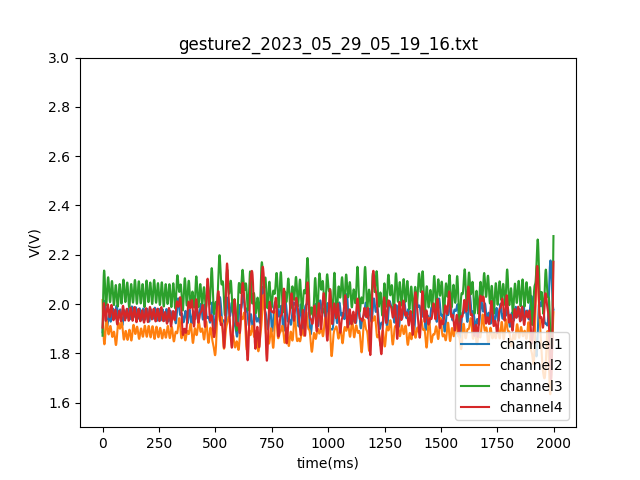 gesture2_2023_05_29_05_19_16.txt
3.0
2.8
2.6
2.4
2.2
2.0
1.8
1.6
V(V)
0 250 500 750 1000 1250 1500 1750 2000
time(ms)
channel1
channel2
channel3
channel4